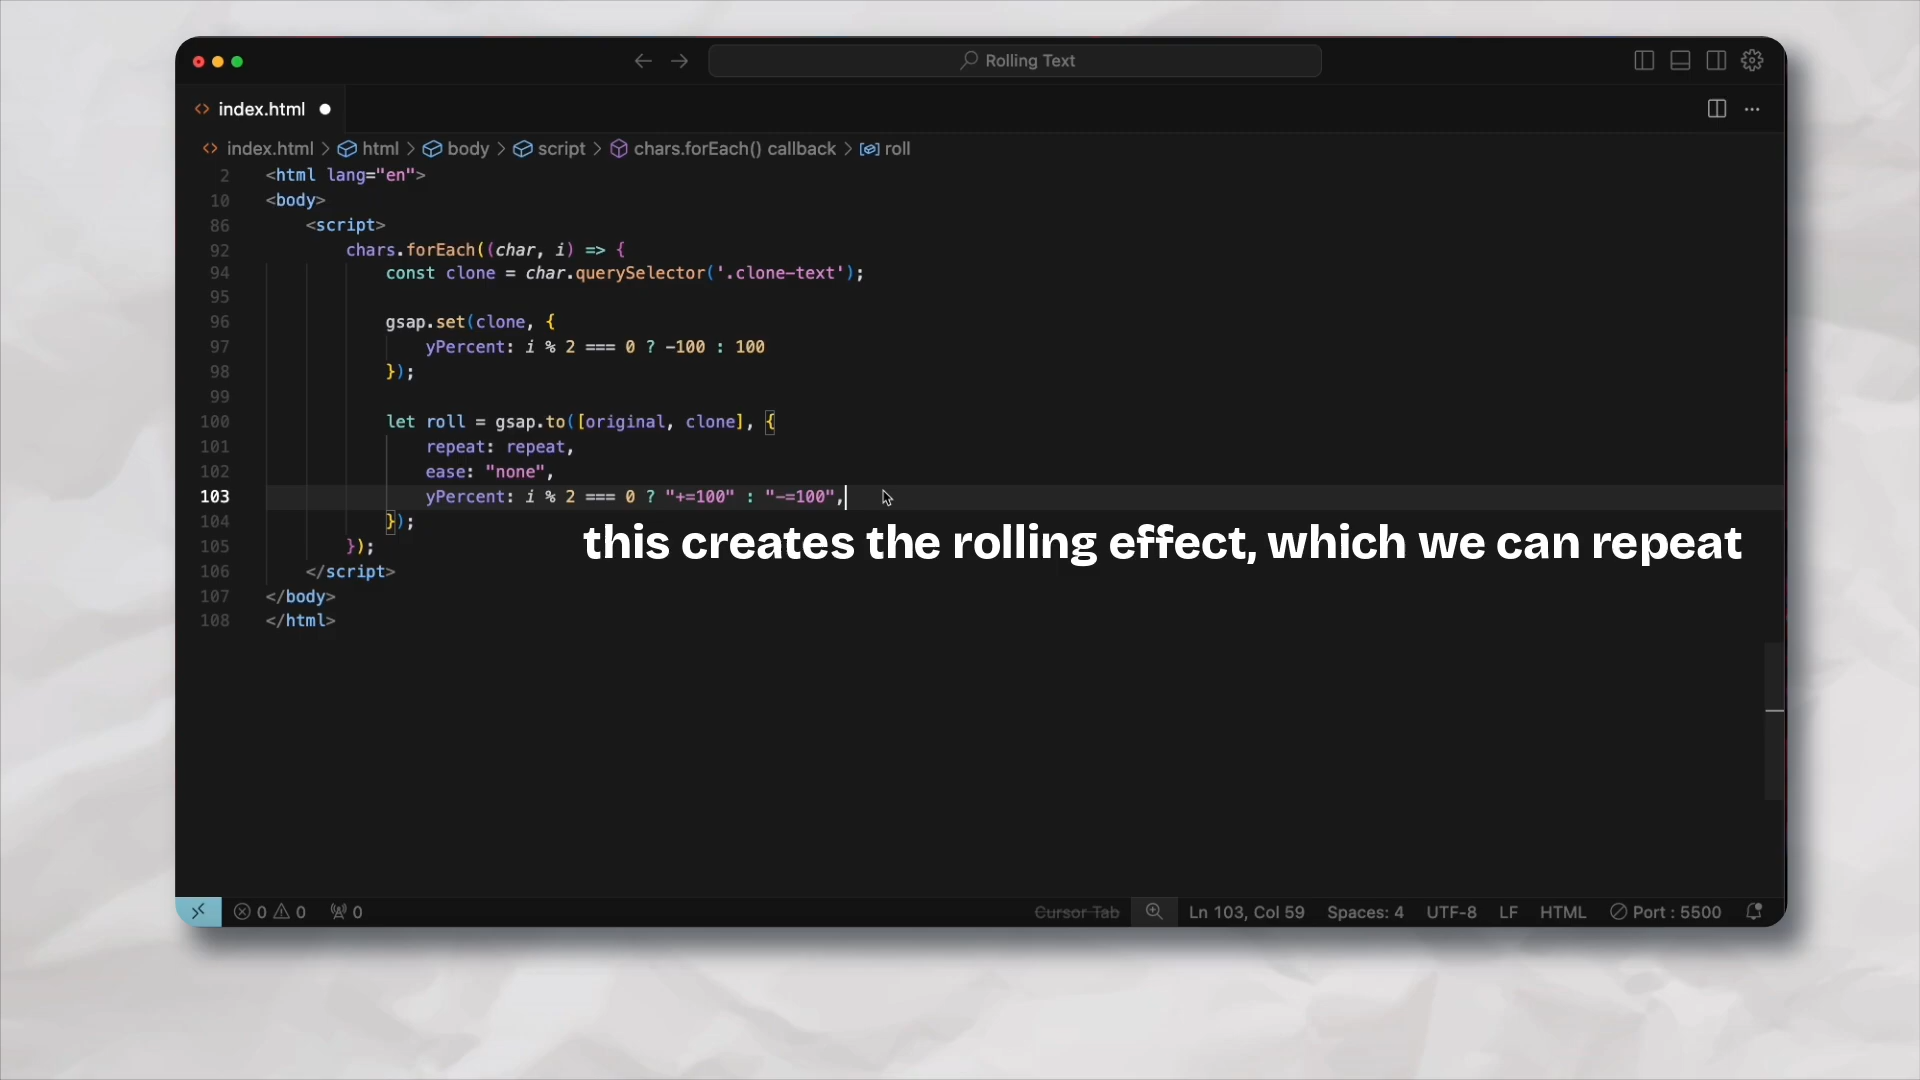 Rolling Text
index.html
index.html > html > body > script > chars.forEach() callback > roll
2 <html lang="en">
10 <body>
86 <script>
92 chars.forEach((char, i) => {
94 const clone = char.querySelector('.clone-text');
95
96 gsap.set(clone, {
97 yPercent: i % 2 === 0 ? -100 : 100
98 });
99
100 let roll = gsap.to([original, clone], {
101 repeat: repeat,
102 ease: "none",
103 yPercent: i % 2 === 0 ? "+=100" : "-=100",
104 });
this creates the rolling effect, which we can repeat
105 });
106 </script>
107 </body>
108 </html>
0 0 0 Cursor Tab Ln 103, Col 59 Spaces: 4 UTF-8 LF HTML Port : 5500